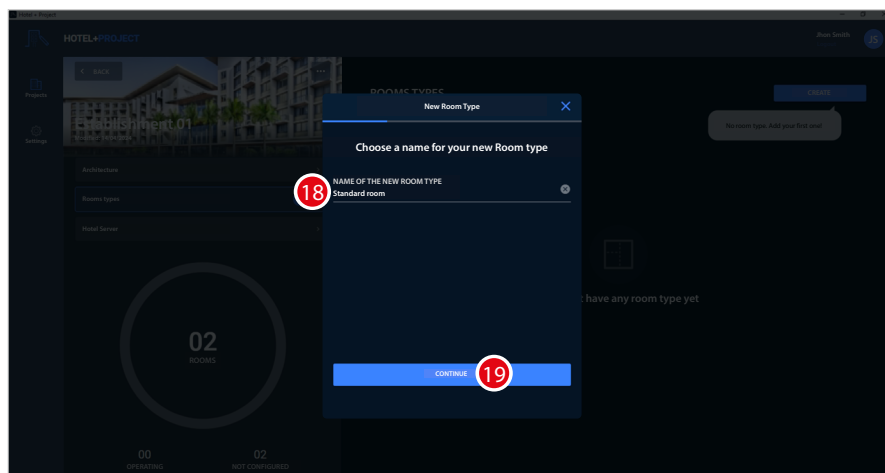 Hotel + Project
HOTEL+PROJECT
Jhon Smith
JS
Projects
Settings
BACK
Establishment 01
Architecture
Rooms types
Hotel Server
02
ROOMS
00
OPERATING
02
NOT CONFIGURED
ROOMS TYPES
CREATE
No room type. Add your first one!
have any room type yet
New Room Type
Choose a name for your new Room type
18
NAME OF THE NEW ROOM TYPE
Standard room
CONTINUE
19